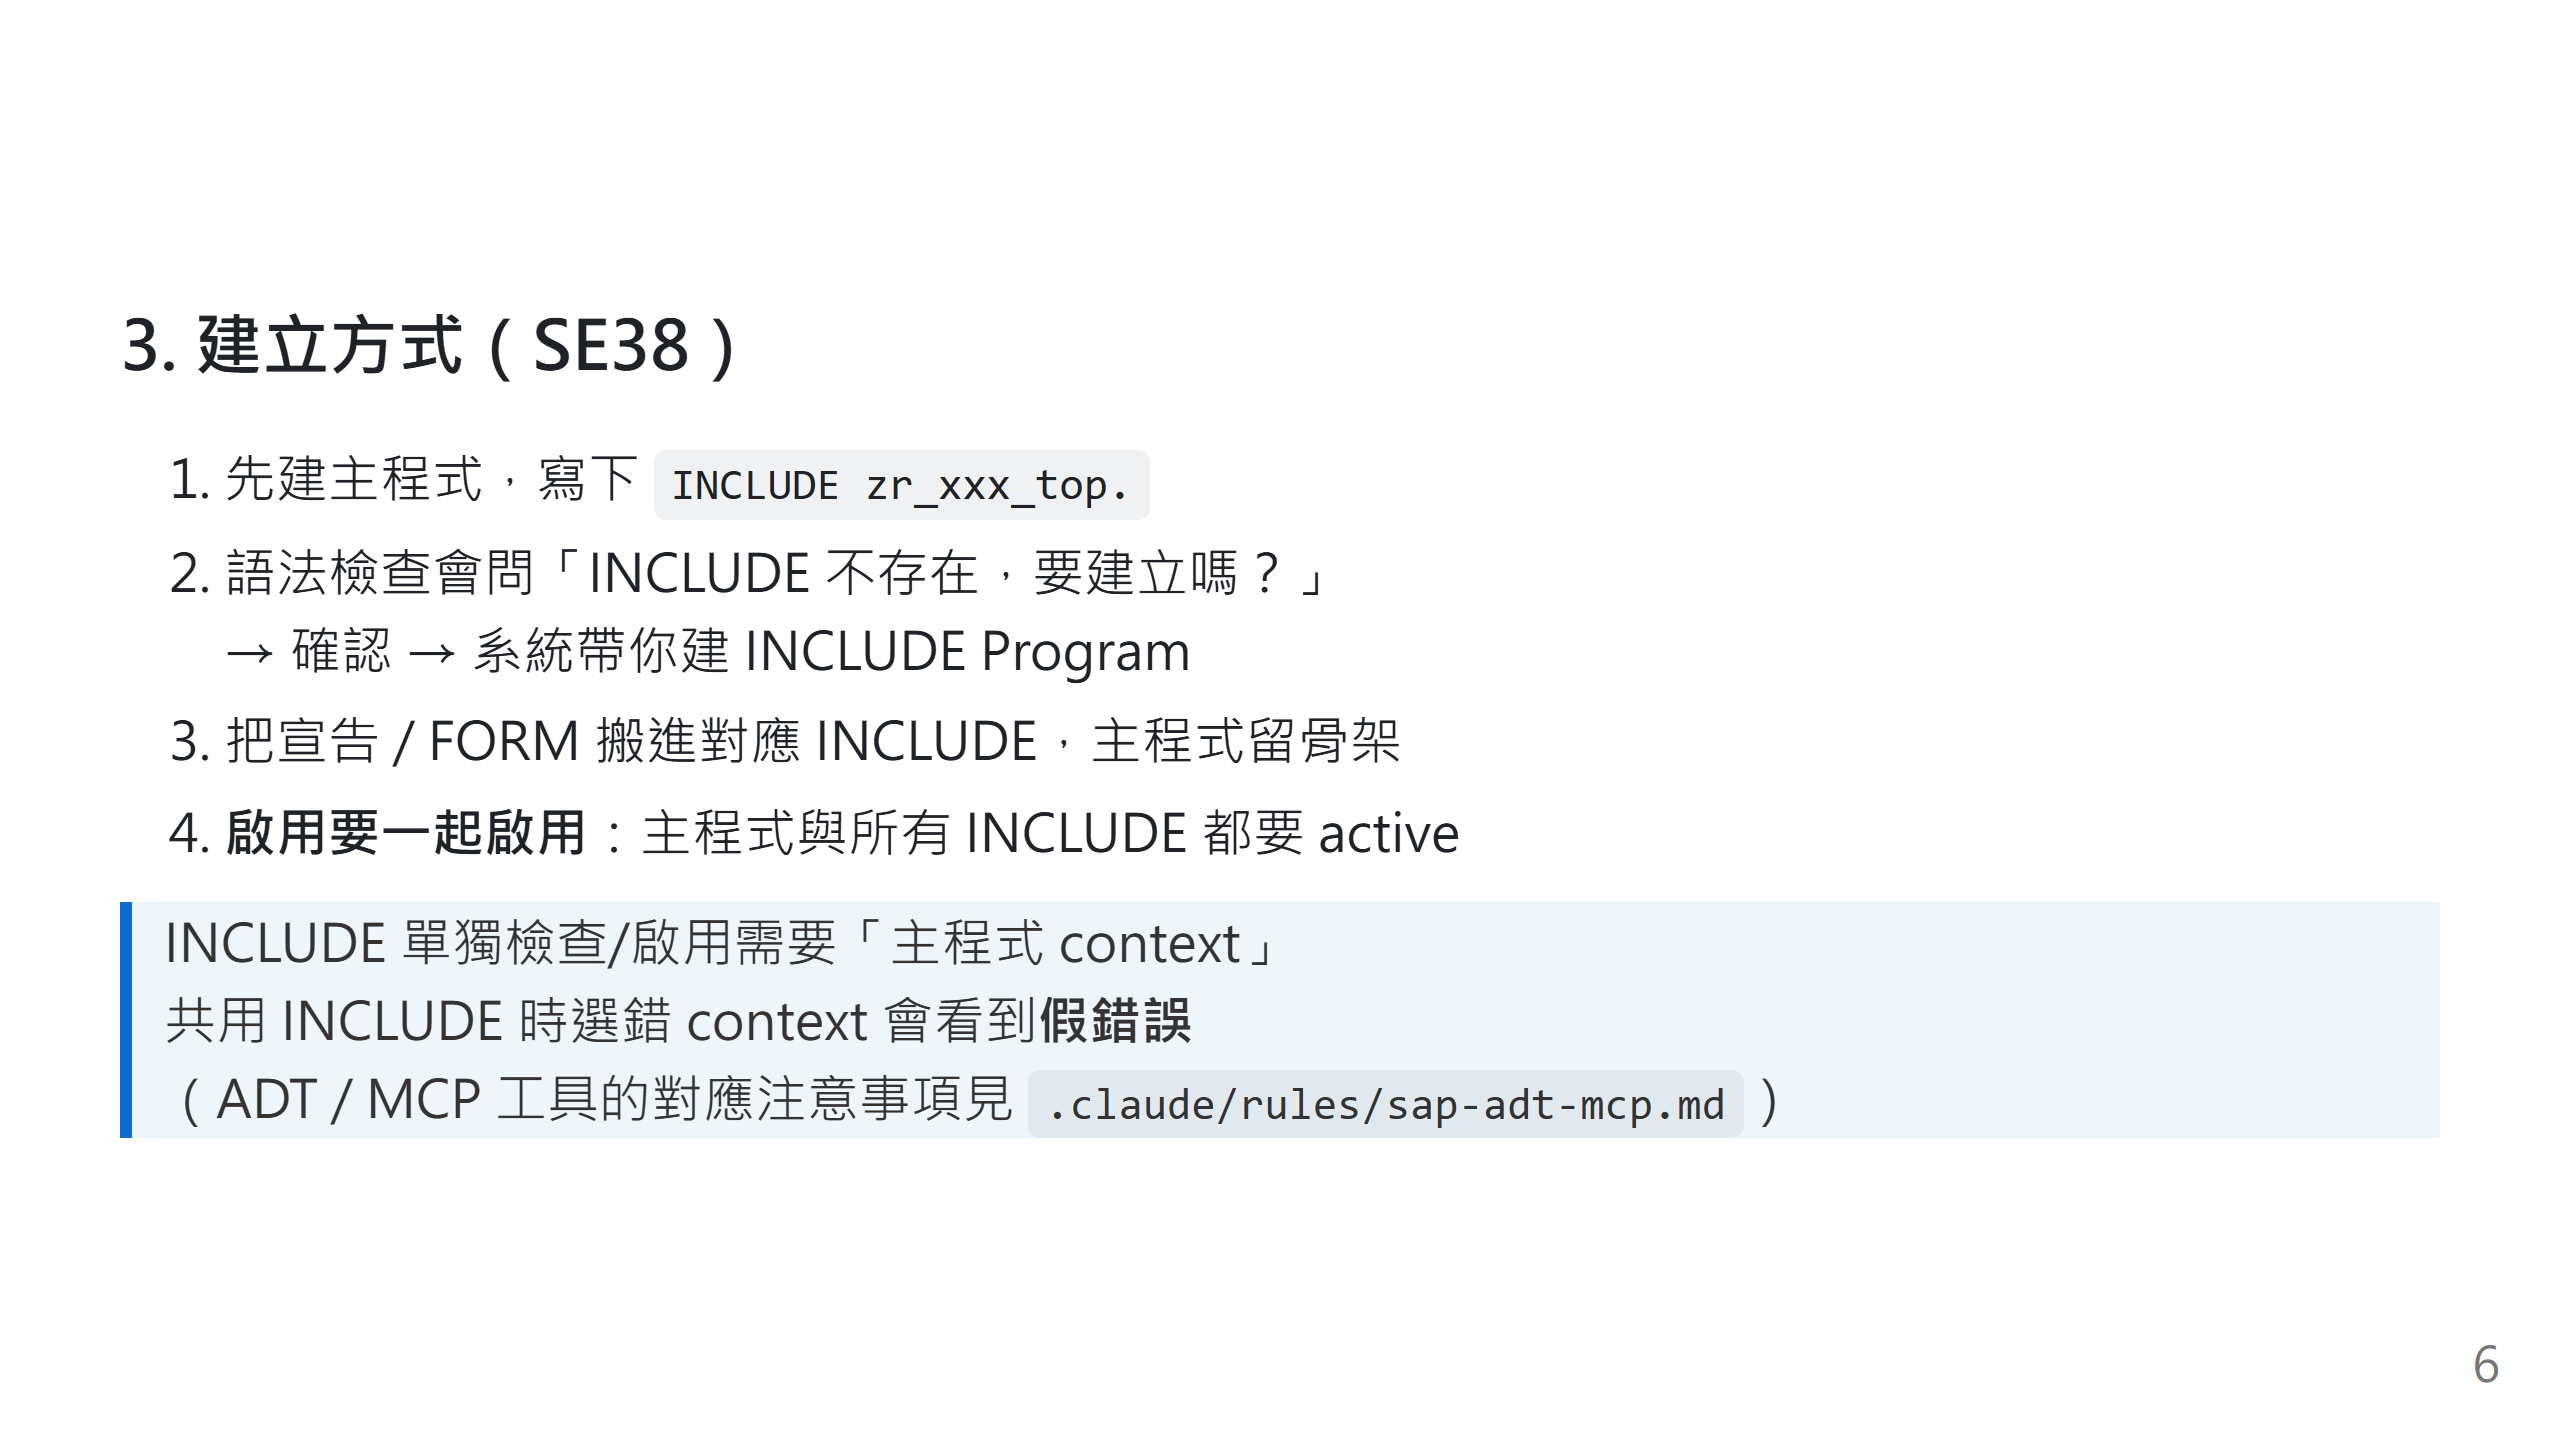 3. 建立方式（SE38）
1. 先建主程式，寫下 INCLUDE zr_xxx_top.
2. 語法檢查會問「INCLUDE 不存在，要建立嗎？」
→ 確認 → 系統帶你建 INCLUDE Program
3. 把宣告 / FORM 搬進對應 INCLUDE，主程式留骨架
4. 啟用要一起啟用：主程式與所有 INCLUDE 都要 active
INCLUDE 單獨檢查/啟用需要「主程式 context」
共用 INCLUDE 時選錯 context 會看到假錯誤
（ADT / MCP 工具的對應注意事項見 .claude/rules/sap-adt-mcp.md）
6